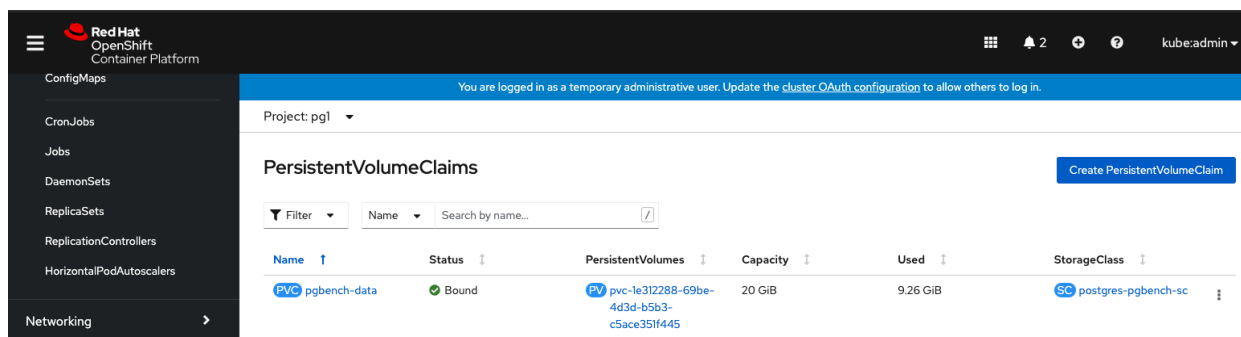 Red Hat
OpenShift
Container Platform
2
kube:admin
ConfigMaps
CronJobs
Jobs
DaemonSets
ReplicaSets
ReplicationControllers
HorizontalPodAutoscalers
Networking
You are logged in as a temporary administrative user. Update the cluster OAuth configuration to allow others to log in.
Project: pg1
PersistentVolumeClaims
Create PersistentVolumeClaim
Filter Name Search by name... /
Name Status PersistentVolumes Capacity Used StorageClass
PVC pgbench-data Bound PV pvc-1e312288-69be- 20 GiB 9.26 GiB SC postgres-pgbench-sc
4d3d-b5b3-
c5ace351f445